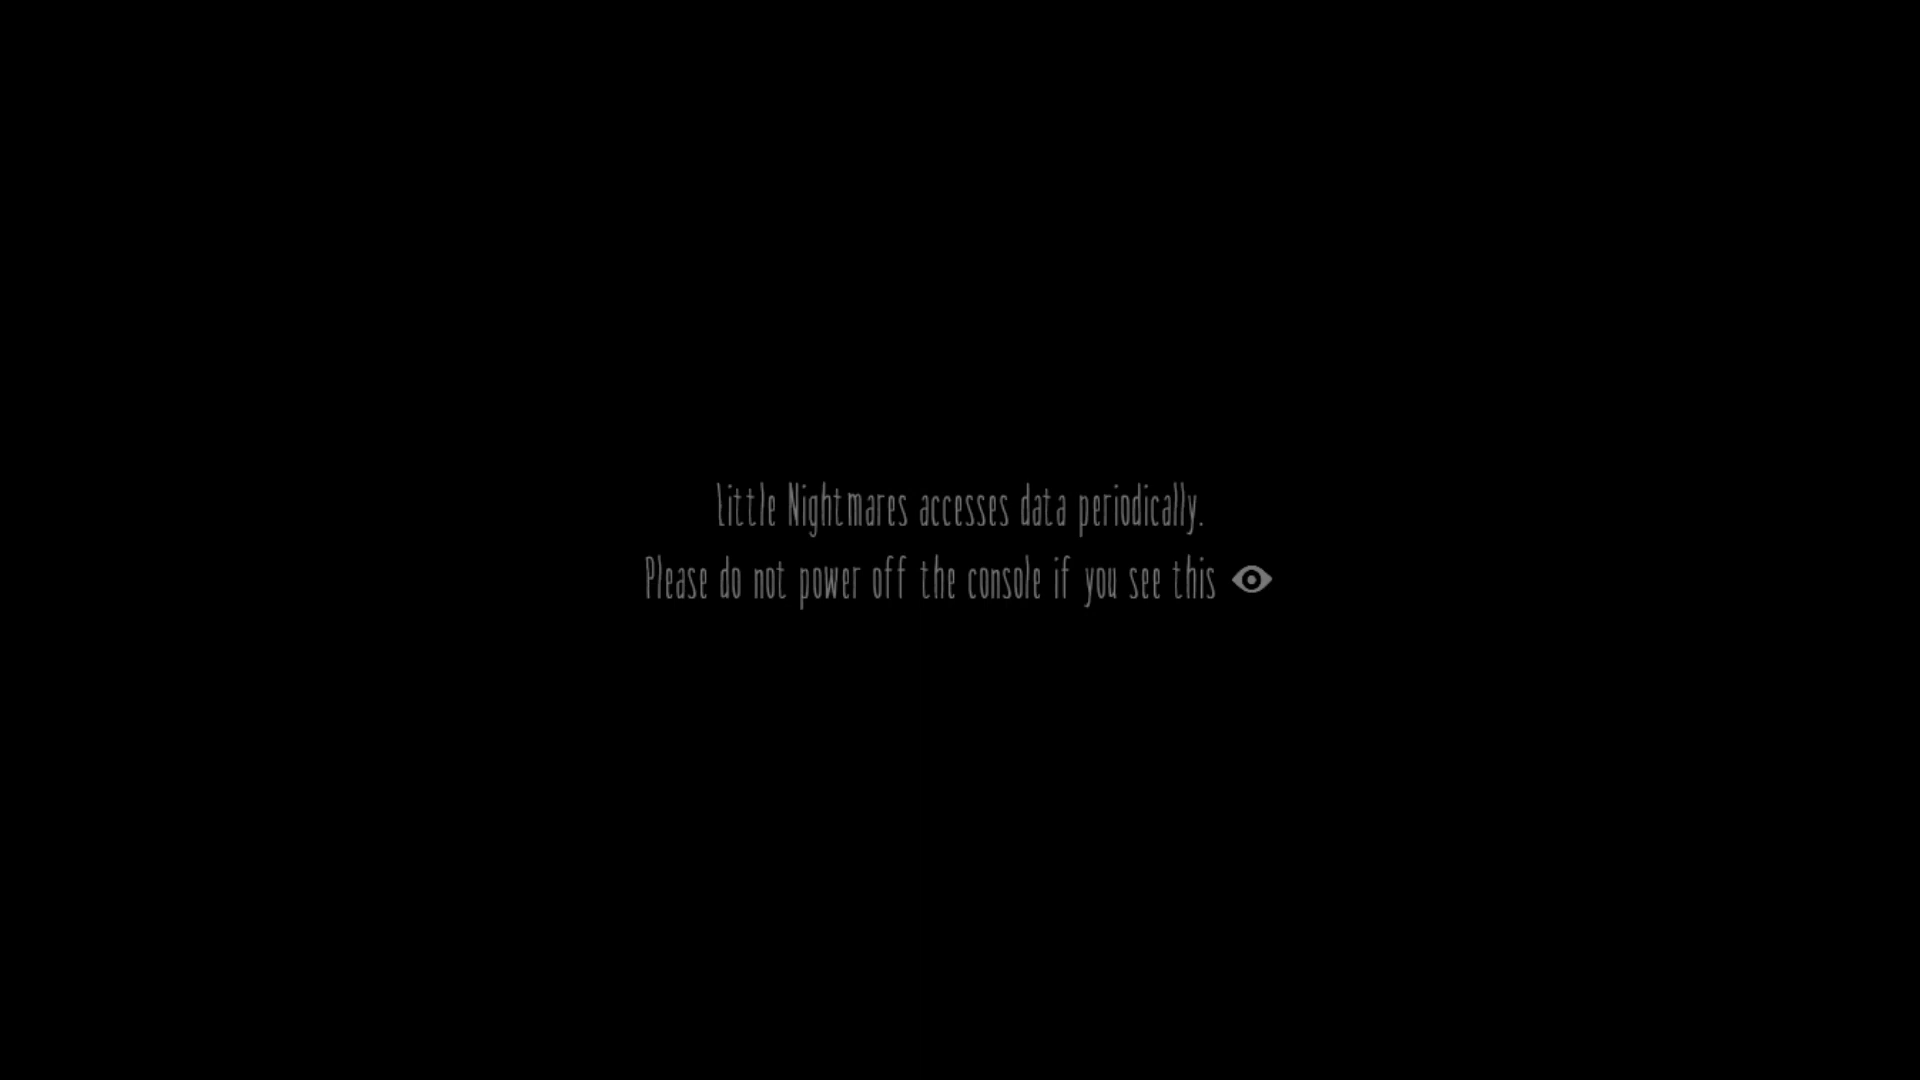 Little Nightmares accesses data periodically.
Please do not power off the console if you see this